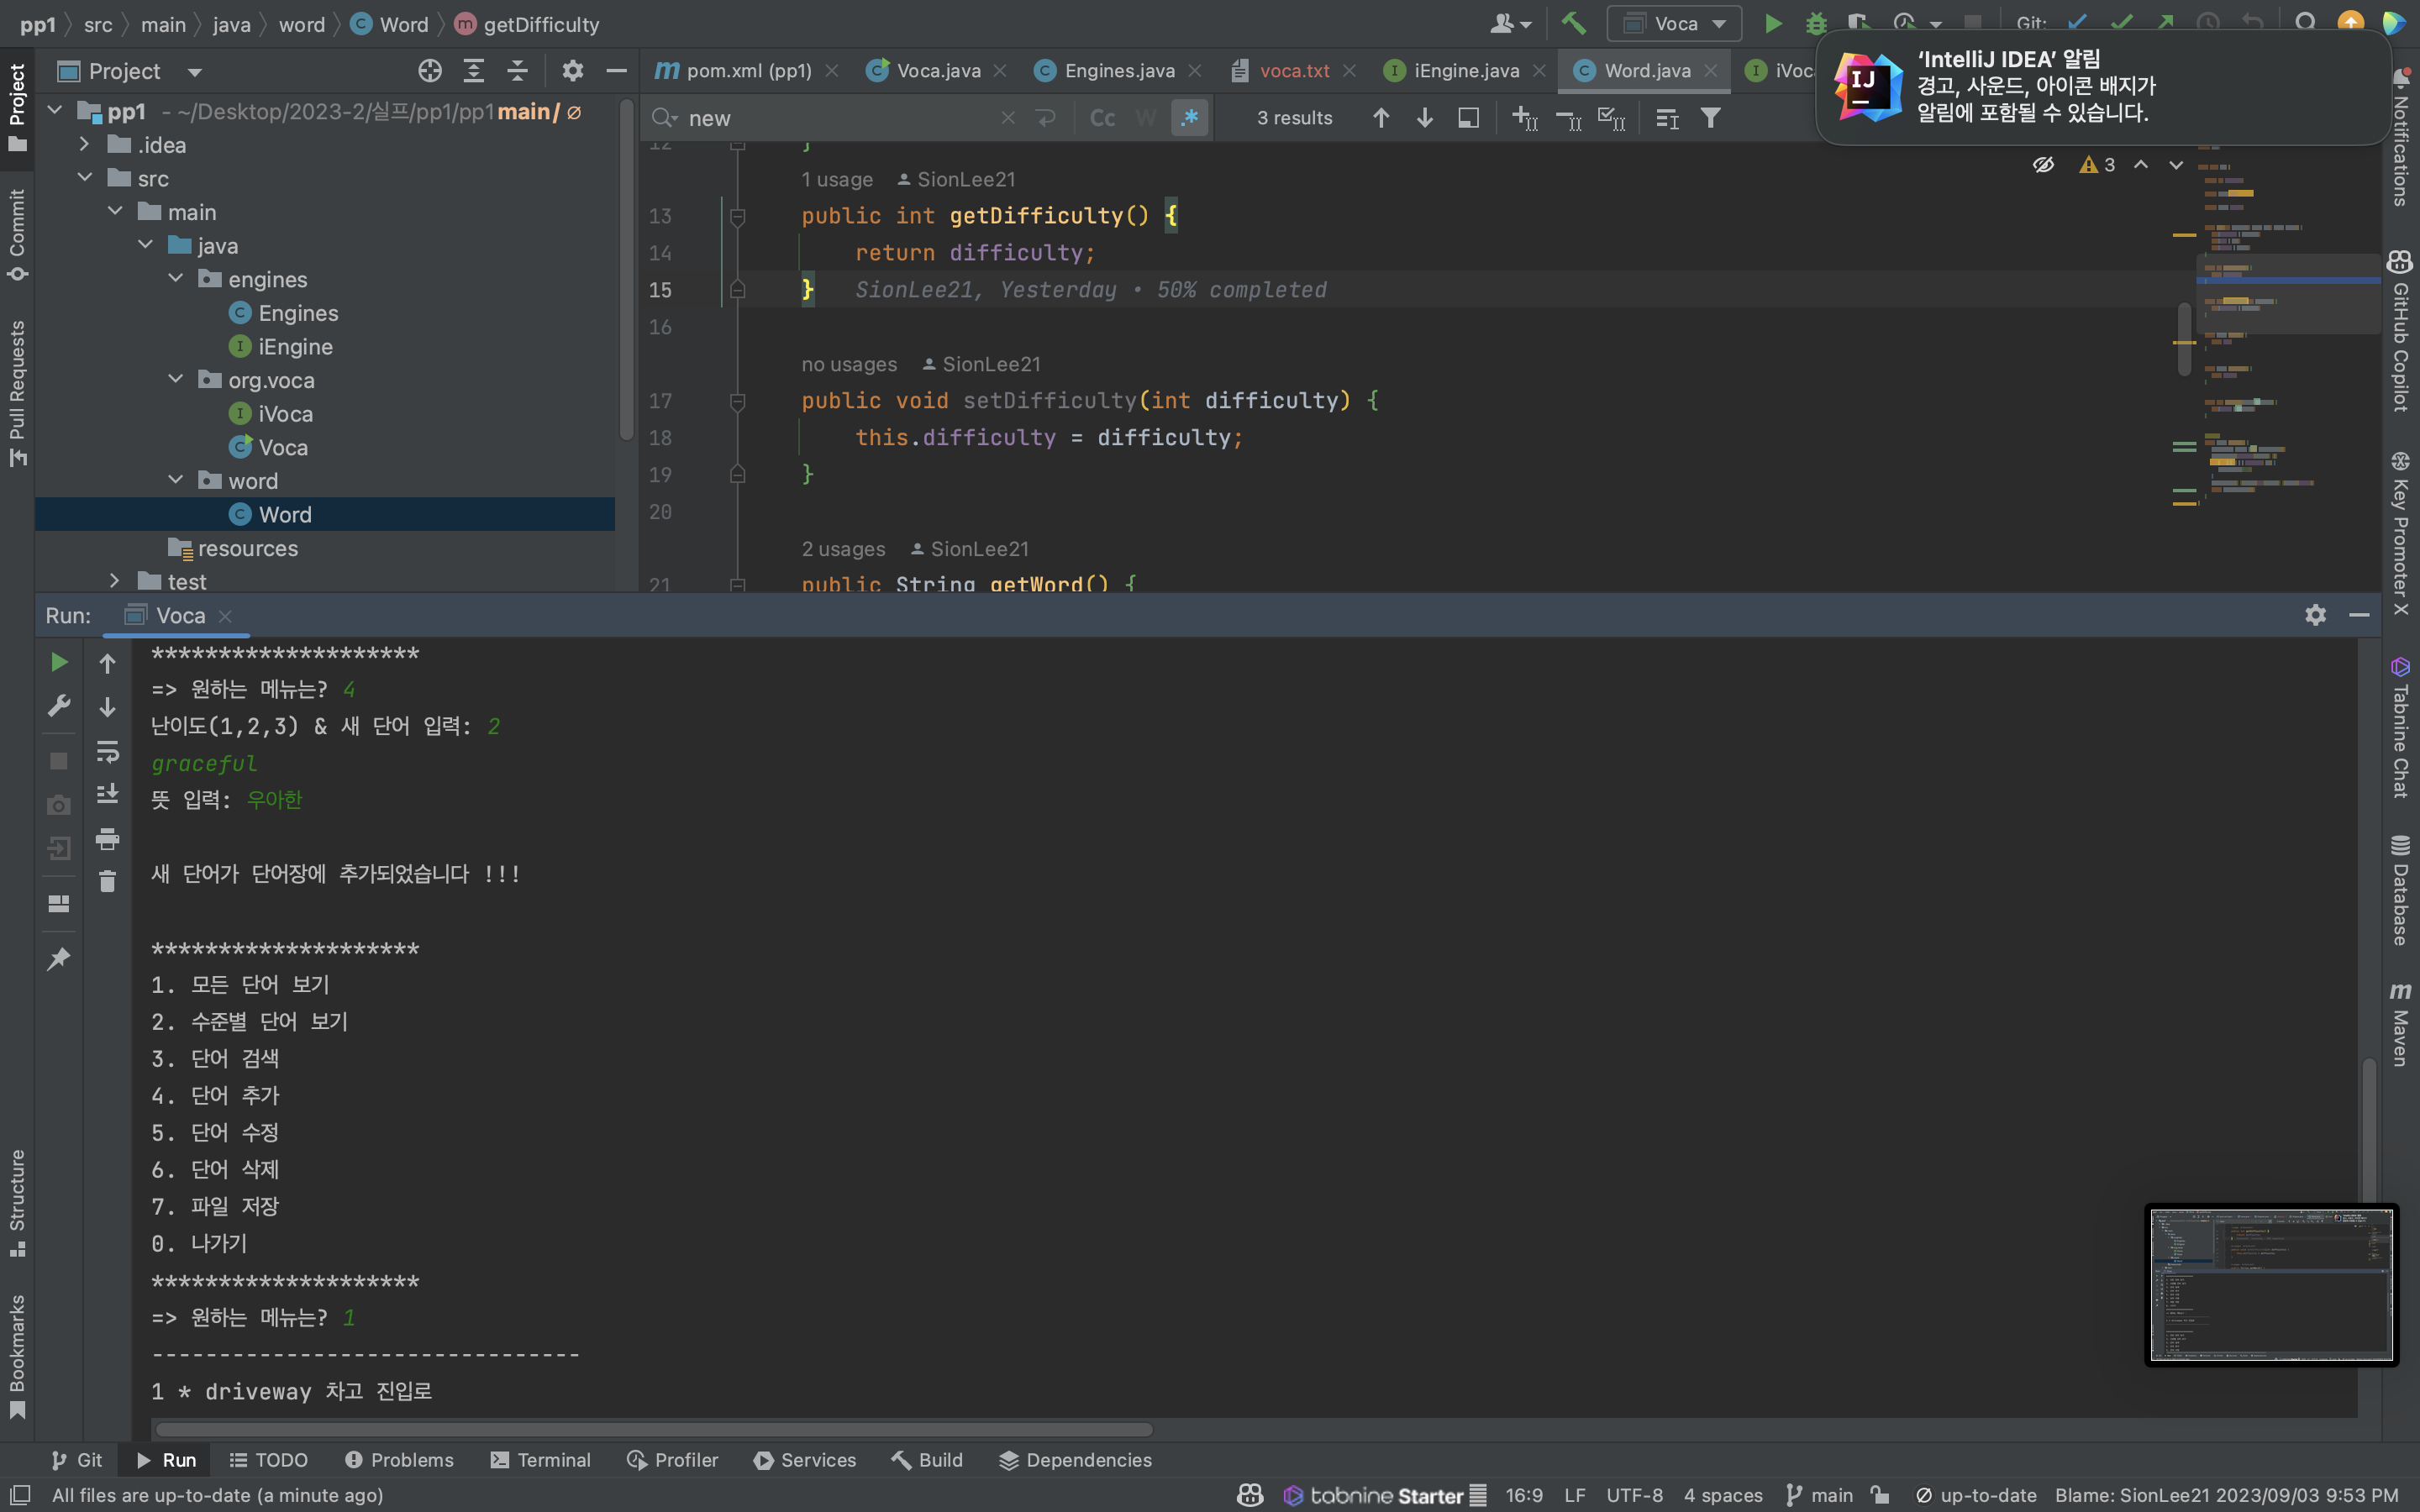 pp1 src main java word Word getDifficulty
Voca
Git:
'IntelliJ IDEA' 알림
경고, 사운드, 아이콘 배지가
알림에 포함될 수 있습니다.
Project
pom.xml (pp1) Voca.java Engines.java voca.txt iEngine.java Word.java iVoc
pp1 - ~/Desktop/2023-2/실프/pp1/pp1 main / ∅
.idea
src
main
java
engines
Engines
iEngine
org.voca
iVoca
Voca
word
Word
resources
test
new Cc W .* 3 results
3
12 }
1 usage SionLee21
13 public int getDifficulty() {
14 return difficulty;
15 } SionLee21, Yesterday • 50% completed
16
no usages SionLee21
17 public void setDifficulty(int difficulty) {
18 this.difficulty = difficulty;
19 }
20
2 usages SionLee21
21 public String getWord() {
Run: Voca
********************
=> 원하는 메뉴는? 4
난이도(1,2,3) & 새 단어 입력: 2
graceful
뜻 입력: 우아한
새 단어가 단어장에 추가되었습니다 !!!
********************
1. 모든 단어 보기
2. 수준별 단어 보기
3. 단어 검색
4. 단어 추가
5. 단어 수정
6. 단어 삭제
7. 파일 저장
0. 나가기
********************
=> 원하는 메뉴는? 1
--------------------------------
1 * driveway 차고 진입로
Project
Commit
Pull Requests
Structure
Bookmarks
Notifications
GitHub Copilot
Key Promoter X
Tabnine Chat
Database
Maven
Git Run TODO Problems Terminal Profiler Services Build Dependencies
All files are up-to-date (a minute ago) tabnine Starter 16:9 LF UTF-8 4 spaces main up-to-date Blame: SionLee21 2023/09/03 9:53 PM